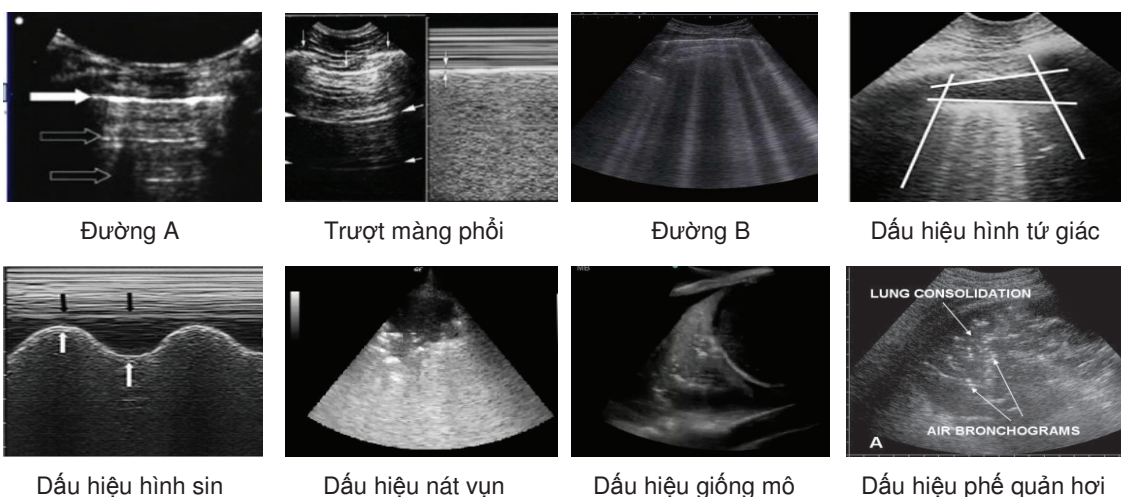 Đường A
Trượt màng phổi
Đường B
Dấu hiệu hình tứ giác
MB
LUNG CONSOLIDATION
AIR BRONCHOGRAMS
A
Dấu hiệu hình sin
Dấu hiệu nát vụn
Dấu hiệu giống mô
Dấu hiệu phế quản hơi